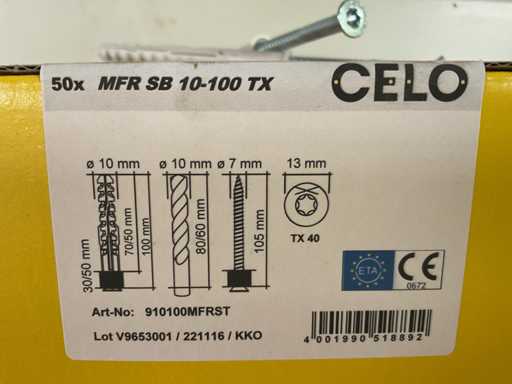 50x MFR SB 10-100 TX
CELO
ø 10 mm
ø 10 mm
ø 7 mm
13 mm
30/50 mm
70/50 mm
100 mm
80/60 mm
105 mm
TX 40
ETA
CE
0672
Art-No: 910100MFRST
Lot V9653001 / 221116 / KKO
4 001990 518892